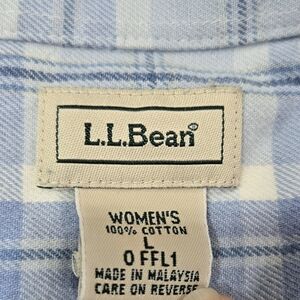 L.L.Bean®
WOMEN'S
100% COTTON
L
0 FFL1
MADE IN MALAYSIA
CARE ON REVERSE